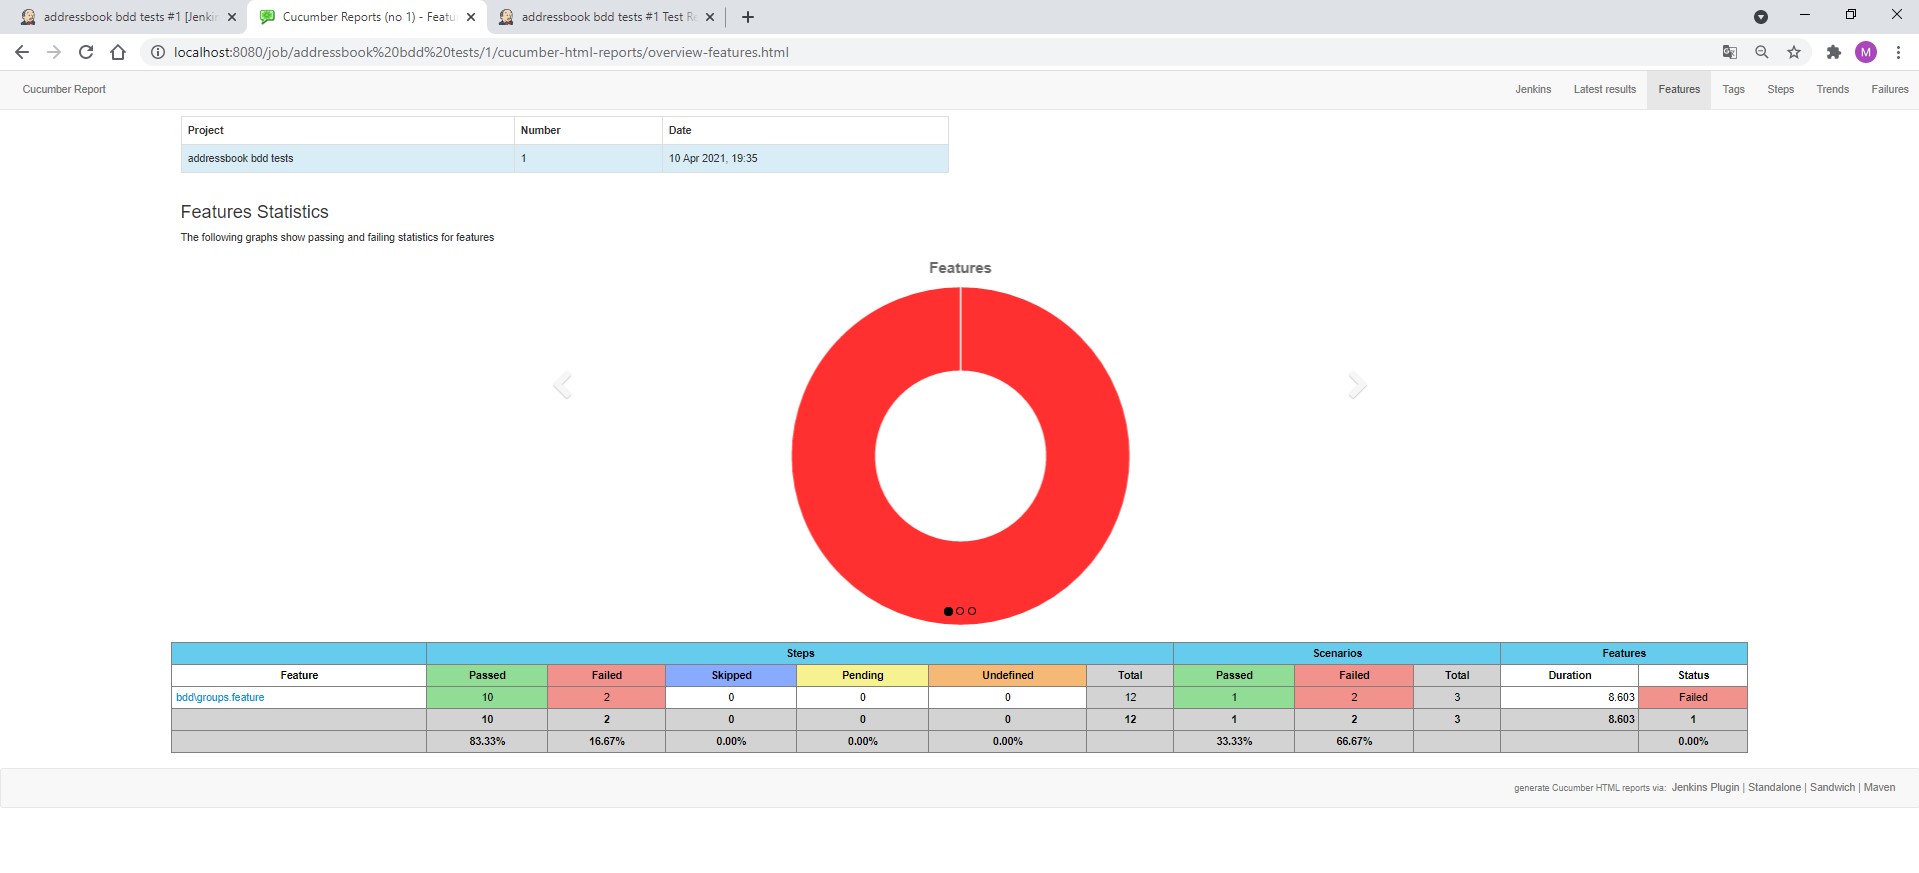 addressbook bdd tests #1 [Jenki
Cucumber Reports (no 1) - Featu
addressbook bdd tests #1 Test Re
localhost:8080/job/addressbook%20bdd%20tests/1/cucumber-html-reports/overview-features.html
M
Cucumber Report
Jenkins Latest results Features Tags Steps Trends Failures
Project Number Date
addressbook bdd tests 1 10 Apr 2021, 19:35
Features Statistics
The following graphs show passing and failing statistics for features
Features
Steps Scenarios Features
Feature Passed Failed Skipped Pending Undefined Total Passed Failed Total Duration Status
bdd\groups.feature 10 2 0 0 0 12 1 2 3 8.603 Failed
10 2 0 0 0 12 1 2 3 8.603 1
83.33% 16.67% 0.00% 0.00% 0.00% 33.33% 66.67% 0.00%
generate Cucumber HTML reports via: Jenkins Plugin | Standalone | Sandwich | Maven